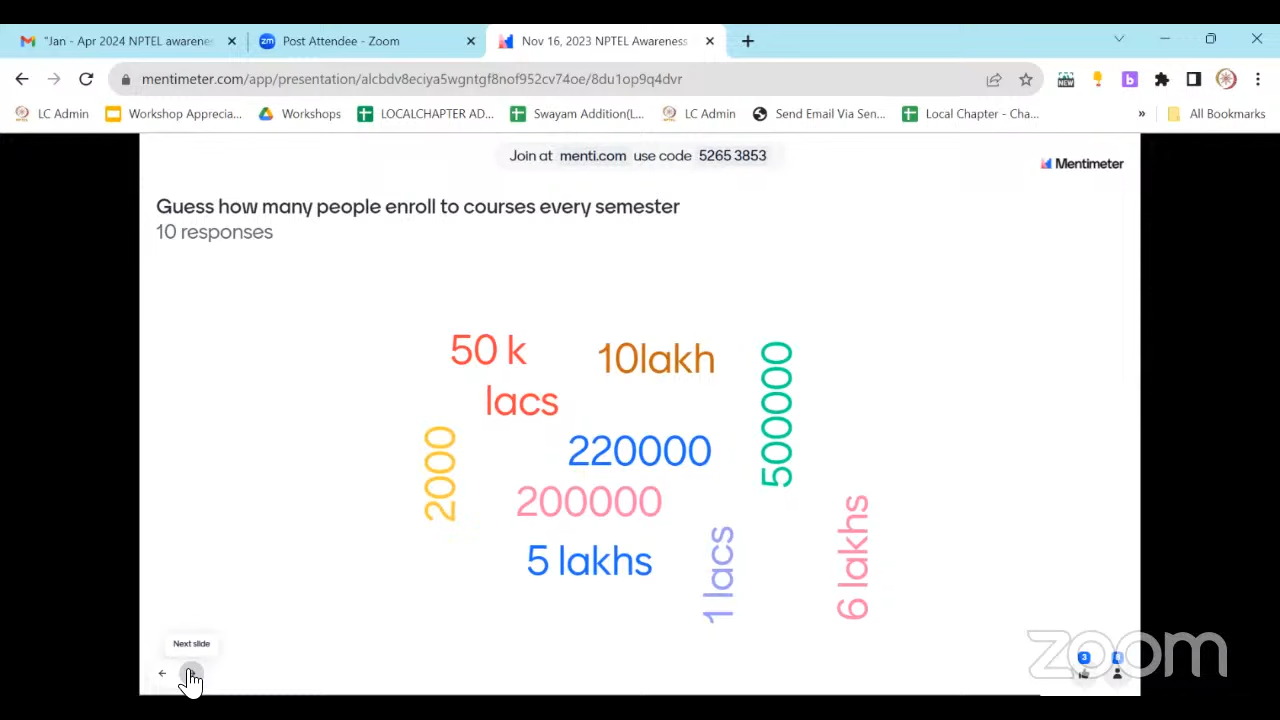 "Jan - Apr 2024 NPTEL awarene
Post Attendee - Zoom
Nov 16, 2023 NPTEL Awareness
mentimeter.com/app/presentation/alcbdv8eciya5wgntgf8nof952cv74oe/8du1op9q4dvr
NEW
b
LC Admin
Workshop Apprecia...
Workshops
LOCALCHAPTER AD...
Swayam Addition(L...
LC Admin
Send Email Via Sen...
Local Chapter - Cha...
»
All Bookmarks
Join at menti.com use code 5265 3853
Mentimeter
Guess how many people enroll to courses every semester
10 responses
50 k
10lakh
500000
lacs
2000
220000
200000
5 lakhs
1 lacs
6 lakhs
Next slide
zoom
3